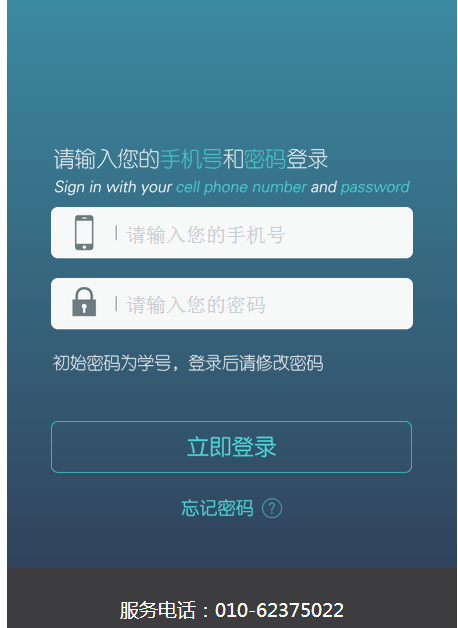 请输入您的手机号和密码登录
Sign in with your cell phone number and password
请输入您的手机号
请输入您的密码
初始密码为学号，登录后请修改密码
立即登录
忘记密码 ?
服务电话：010-62375022